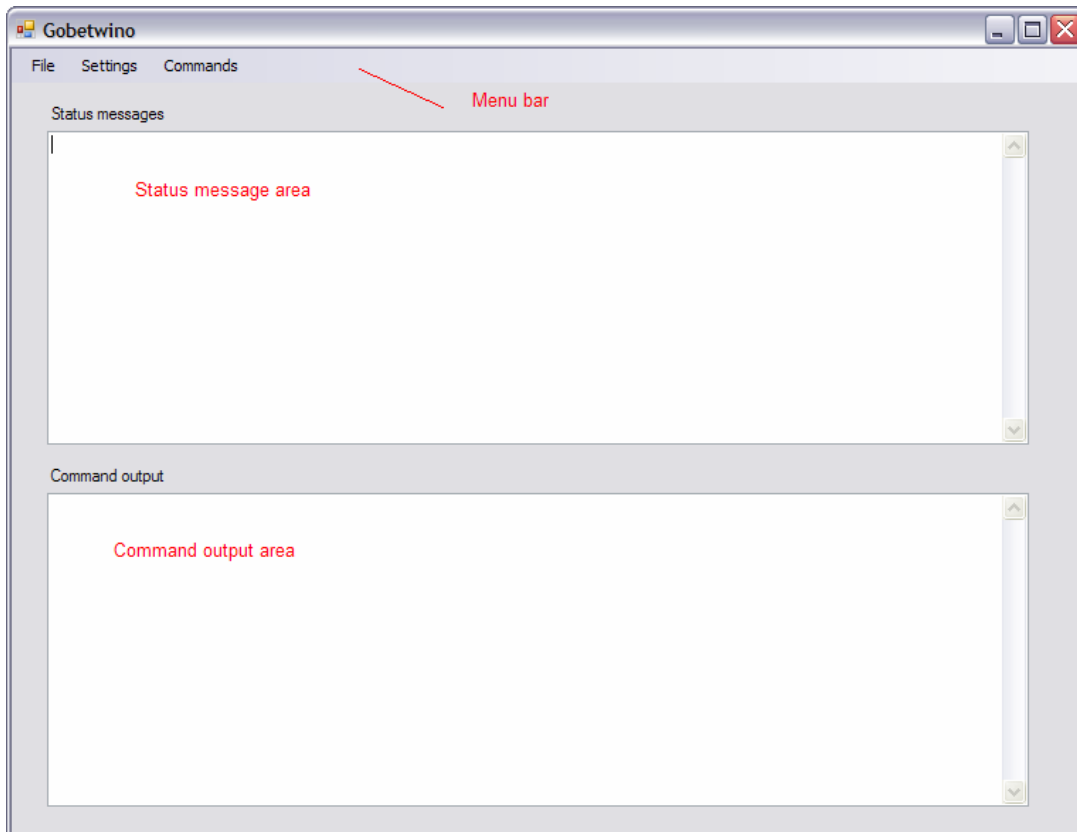 Gobetwino
File Settings Commands
Menu bar
Status messages
Status message area
Command output
Command output area